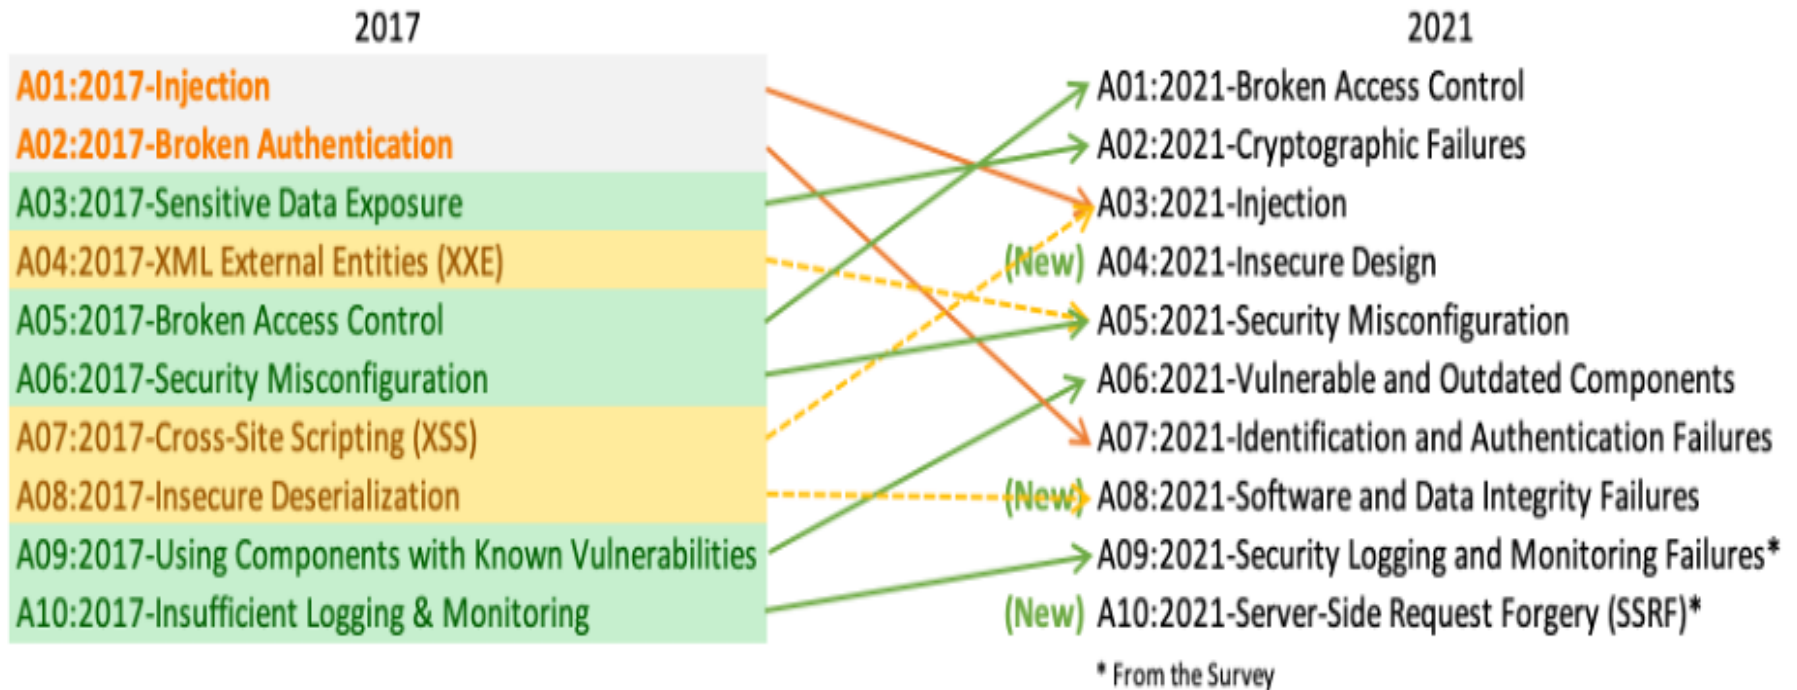 2017
A01:2017-Injection
A02:2017-Broken Authentication
A03:2017-Sensitive Data Exposure
A04:2017-XML External Entities (XXE)
A05:2017-Broken Access Control
A06:2017-Security Misconfiguration
A07:2017-Cross-Site Scripting (XSS)
A08:2017-Insecure Deserialization
A09:2017-Using Components with Known Vulnerabilities
A10:2017-Insufficient Logging & Monitoring
2021
A01:2021-Broken Access Control
A02:2021-Cryptographic Failures
A03:2021-Injection
(New) A04:2021-Insecure Design
A05:2021-Security Misconfiguration
A06:2021-Vulnerable and Outdated Components
A07:2021-Identification and Authentication Failures
(New) A08:2021-Software and Data Integrity Failures
A09:2021-Security Logging and Monitoring Failures*
(New) A10:2021-Server-Side Request Forgery (SSRF)*
* From the Survey